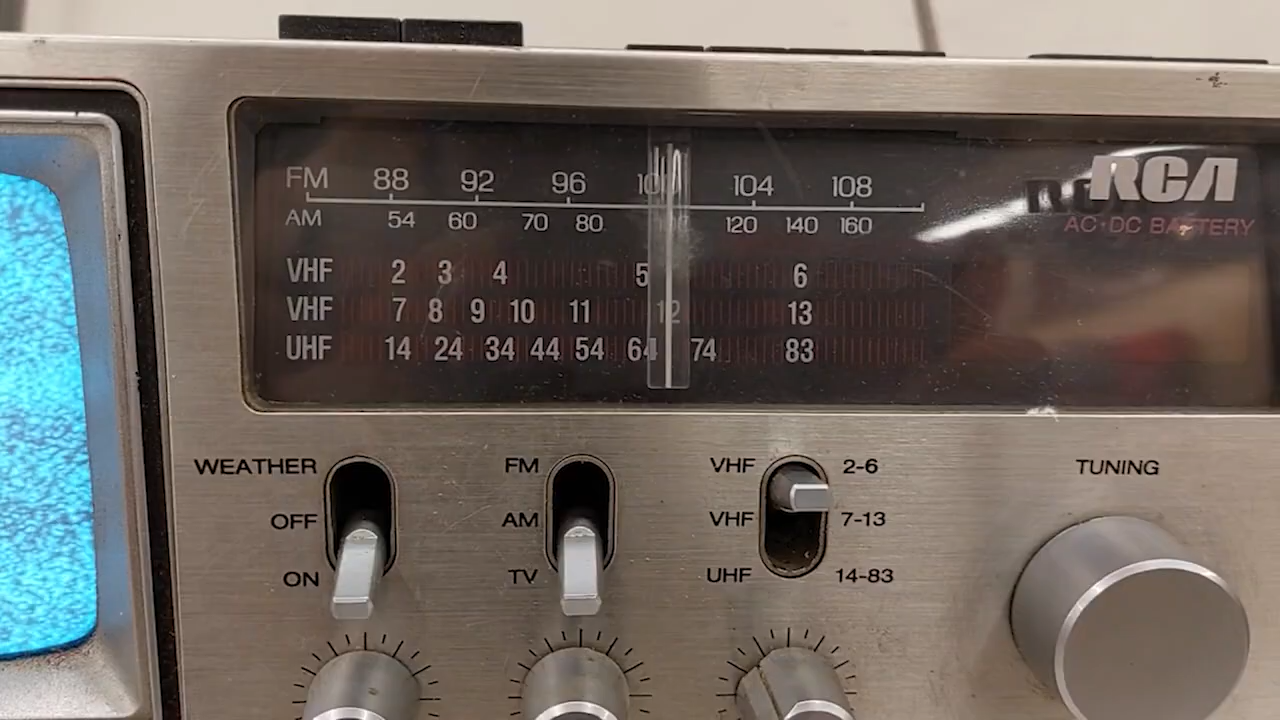 FM 88 92 96 100 104 108
AM 54 60 70 80 100 120 140 160
VHF 2 3 4 5 6
VHF 7 8 9 10 11 12 13
UHF 14 24 34 44 54 64 74 83
RCA
AC·DC BATTERY
WEATHER
OFF
ON
FM
AM
TV
VHF 2-6
VHF 7-13
UHF 14-83
TUNING